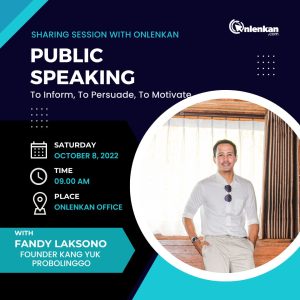 Onlenkan
.com
SHARING SESSION WITH ONLENKAN
PUBLIC
SPEAKING
To Inform, To Persuade, To Motivate
SATURDAY
OCTOBER 8, 2022
TIME
09.00 AM
PLACE
ONLENKAN OFFICE
WITH
FANDY LAKSONO
FOUNDER KANG YUK
PROBOLINGGO